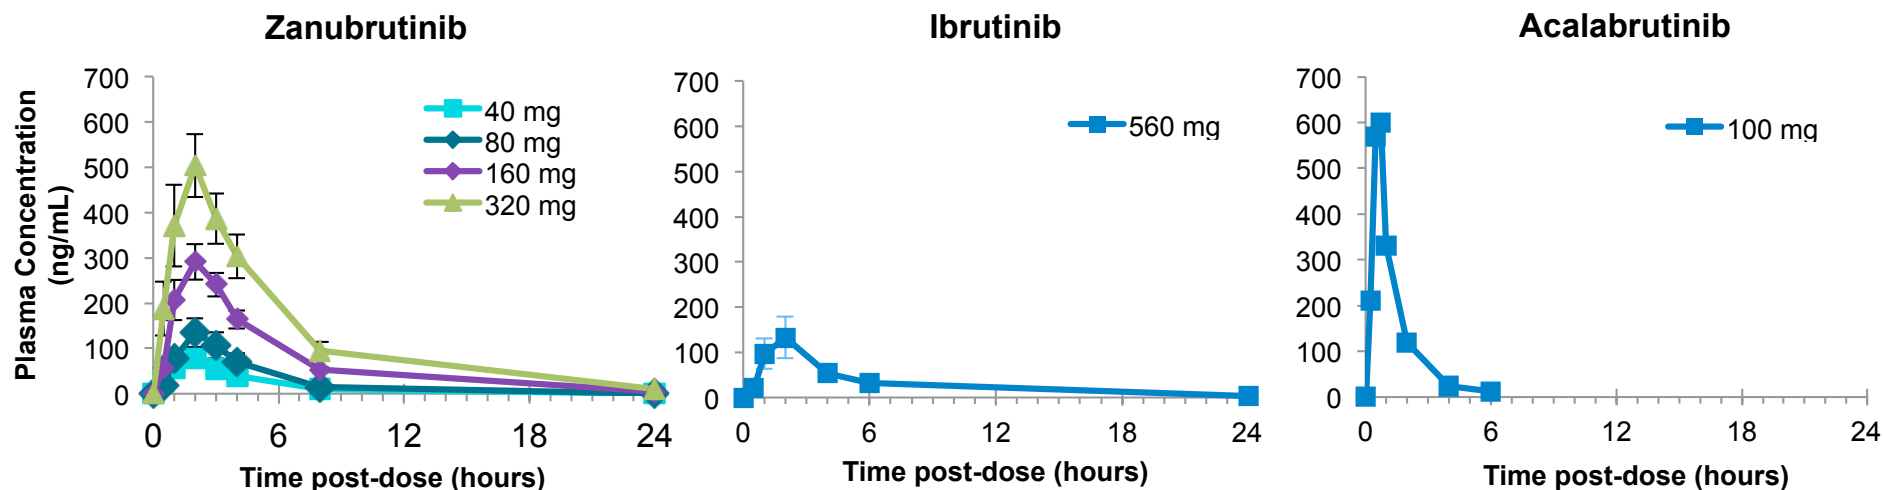 Zanubrutinib
Plasma Concentration
(ng/mL)
700
600
500
400
300
200
100
0
40 mg
80 mg
160 mg
320 mg
0
6
12
18
24
Time post-dose (hours)
Ibrutinib
700
600
500
400
300
200
100
0
560 mg
0
6
12
18
24
Time post-dose (hours)
Acalabrutinib
700
600
500
400
300
200
100
0
100 mg
0
6
12
18
24
Time post-dose (hours)